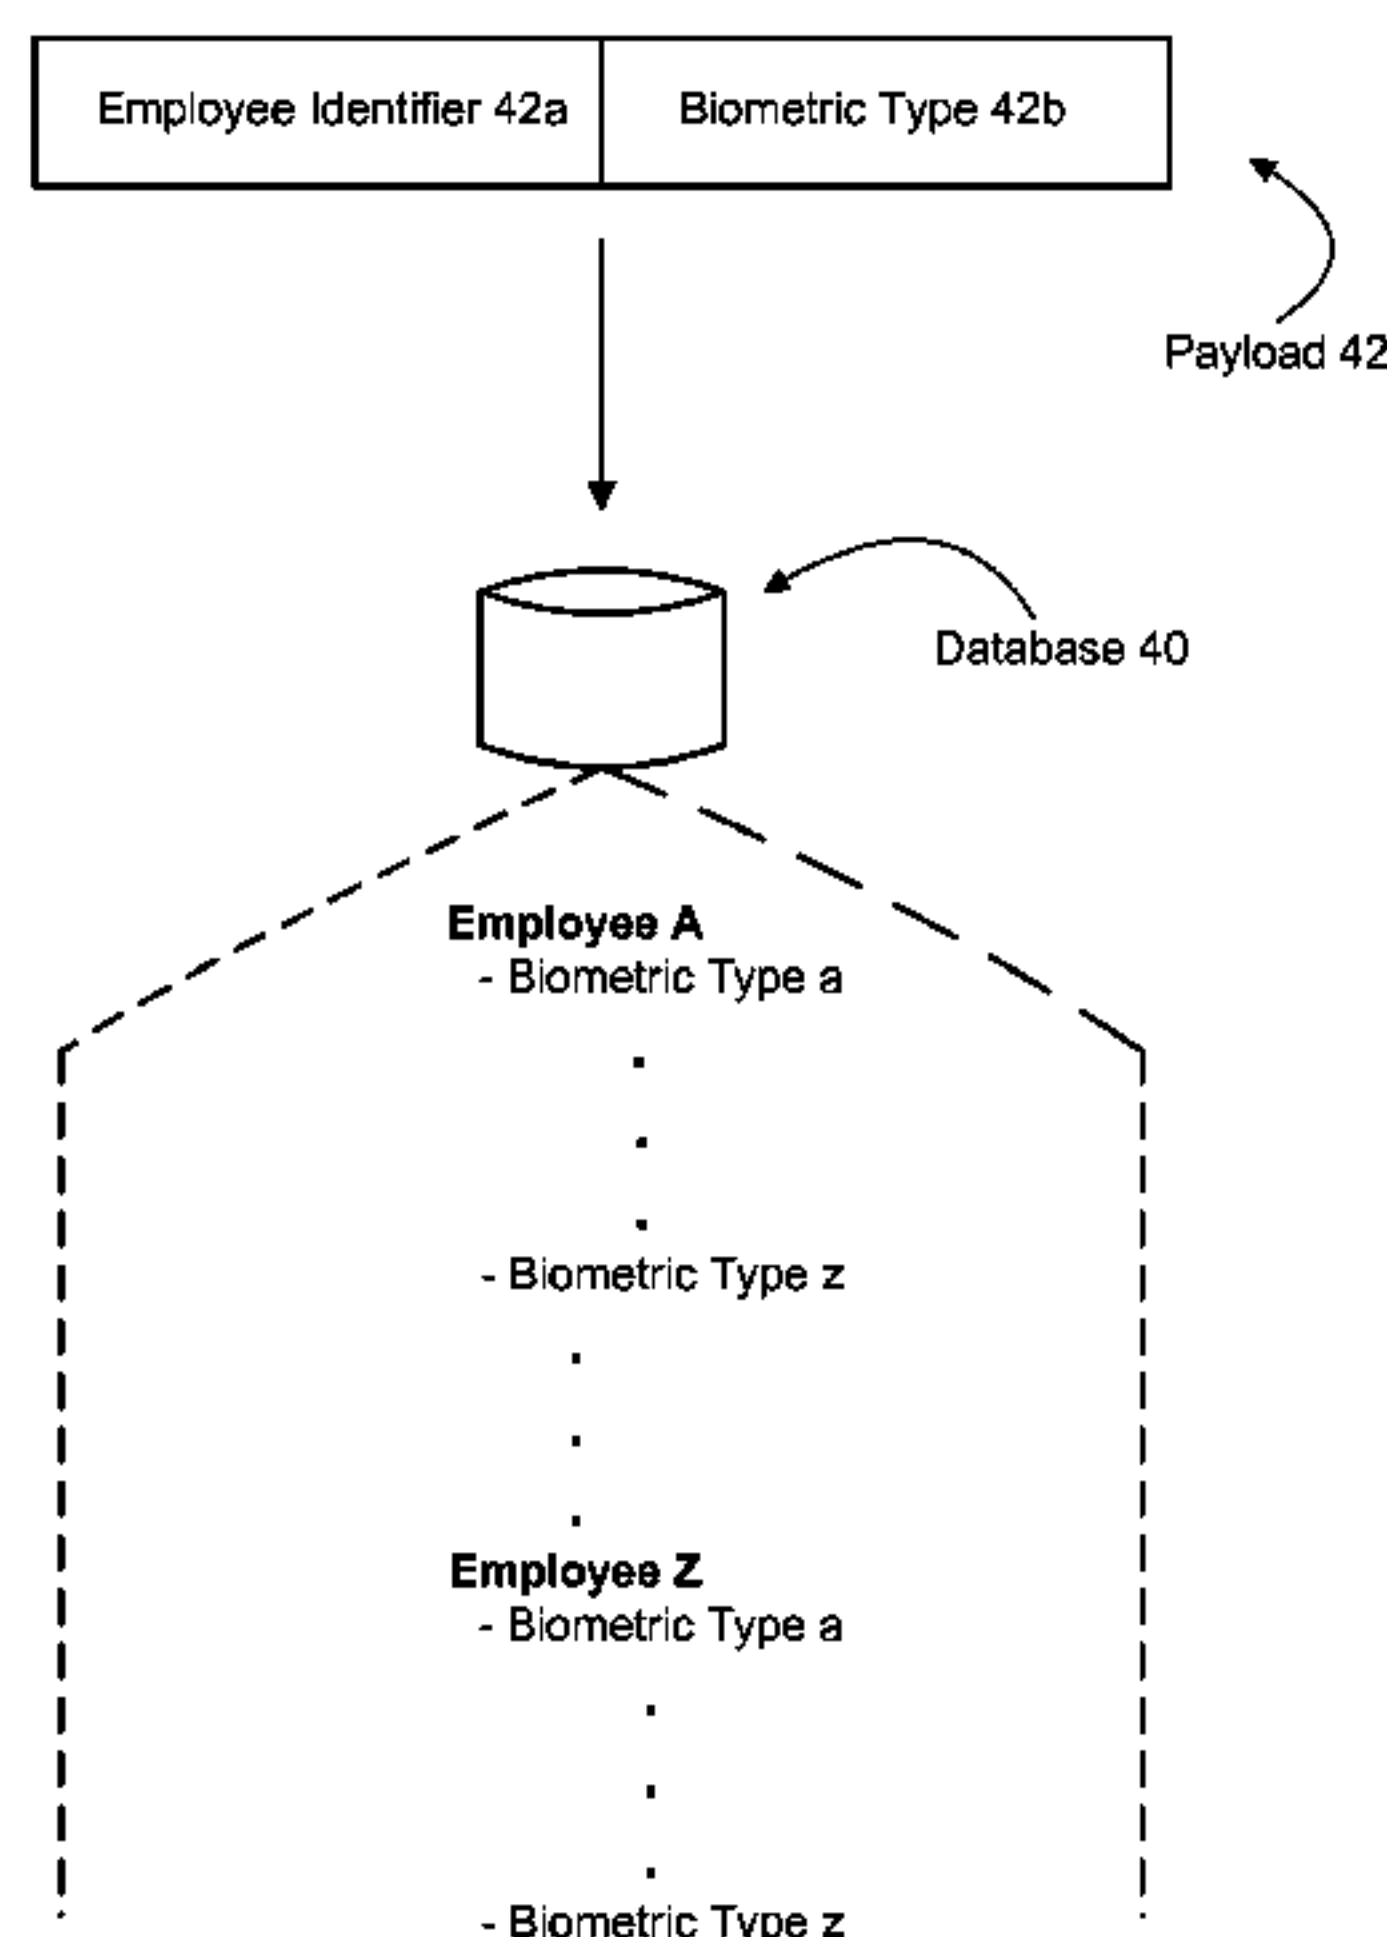 Employee Identifier 42a
Biometric Type 42b
Payload 42
Database 40
Employee A
- Biometric Type a
- Biometric Type z
Employee Z
- Biometric Type a
- Biometric Type z